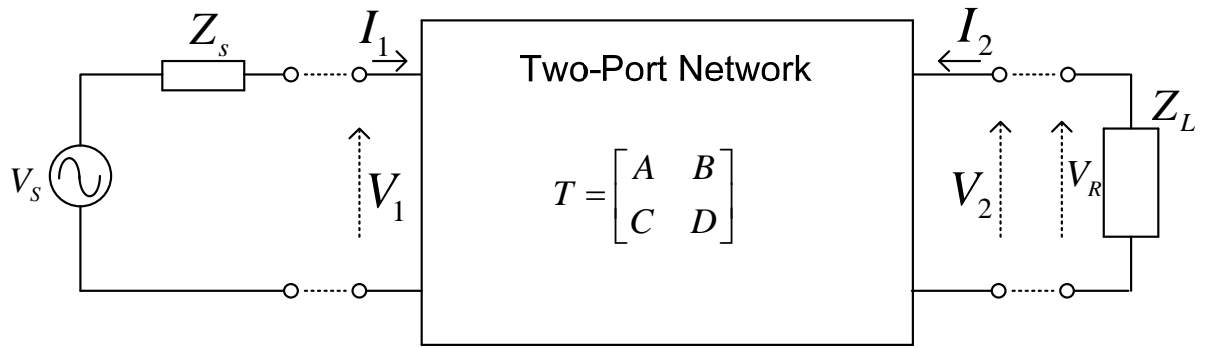 Z_s I_1 I_2
Two-Port Network
Z_L
V_S V_1 T = [A B; C D] V_2 V_R